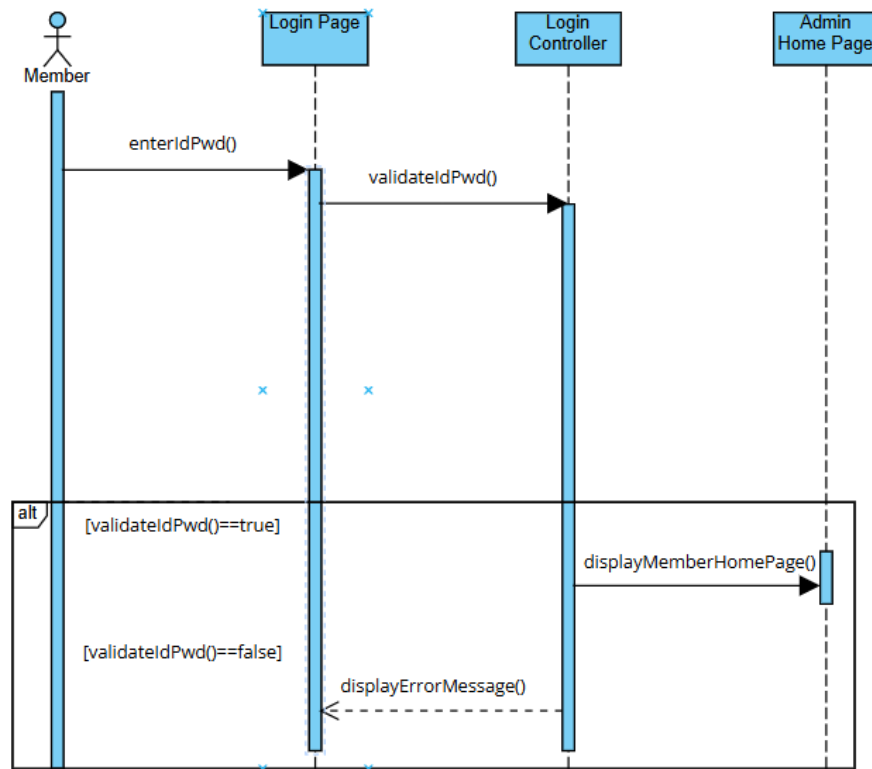 Member
Login Page
Login
Controller
Admin
Home Page
enterIdPwd()
validateIdPwd()
alt
[validateIdPwd()==true]
displayMemberHomePage()
[validateIdPwd()==false]
displayErrorMessage()